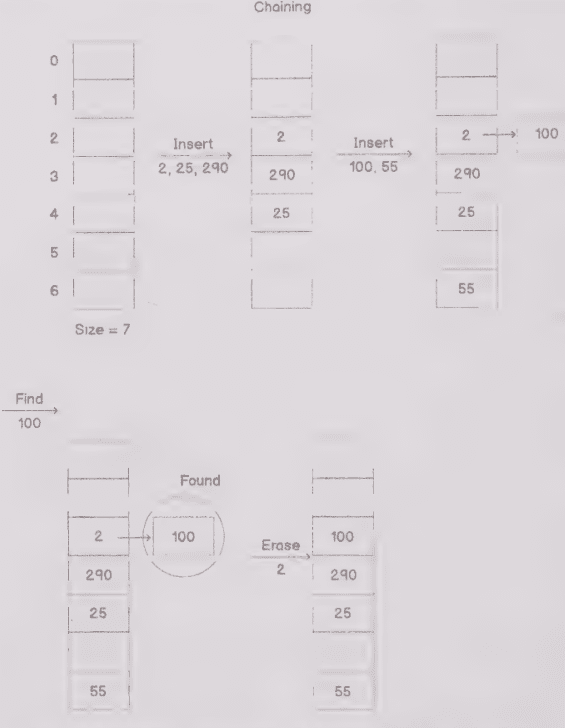 Chaining
0
1
2 2 2 100
Insert Insert
2, 25, 290 100, 55
3 290 290
4 25 25
5
6 55
Size = 7
Find
100
Found
2 100 100
Erase
2
290 290
25 25
55 55